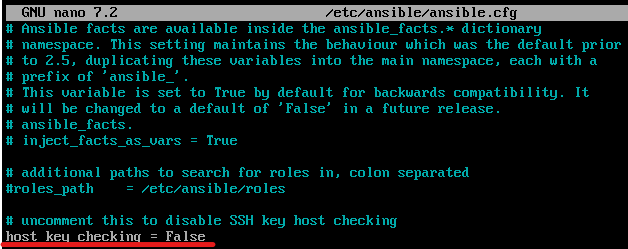 GNU nano 7.2 /etc/ansible/ansible.cfg
# Ansible facts are available inside the ansible_facts.* dictionary
# namespace. This setting maintains the behaviour which was the default prior
# to 2.5, duplicating these variables into the main namespace, each with a
# prefix of 'ansible_'.
# This variable is set to True by default for backwards compatibility. It
# will be changed to a default of 'False' in a future release.
# ansible_facts.
# inject_facts_as_vars = True
# additional paths to search for roles in, colon separated
#roles_path    = /etc/ansible/roles
# uncomment this to disable SSH key host checking
host_key_checking = False